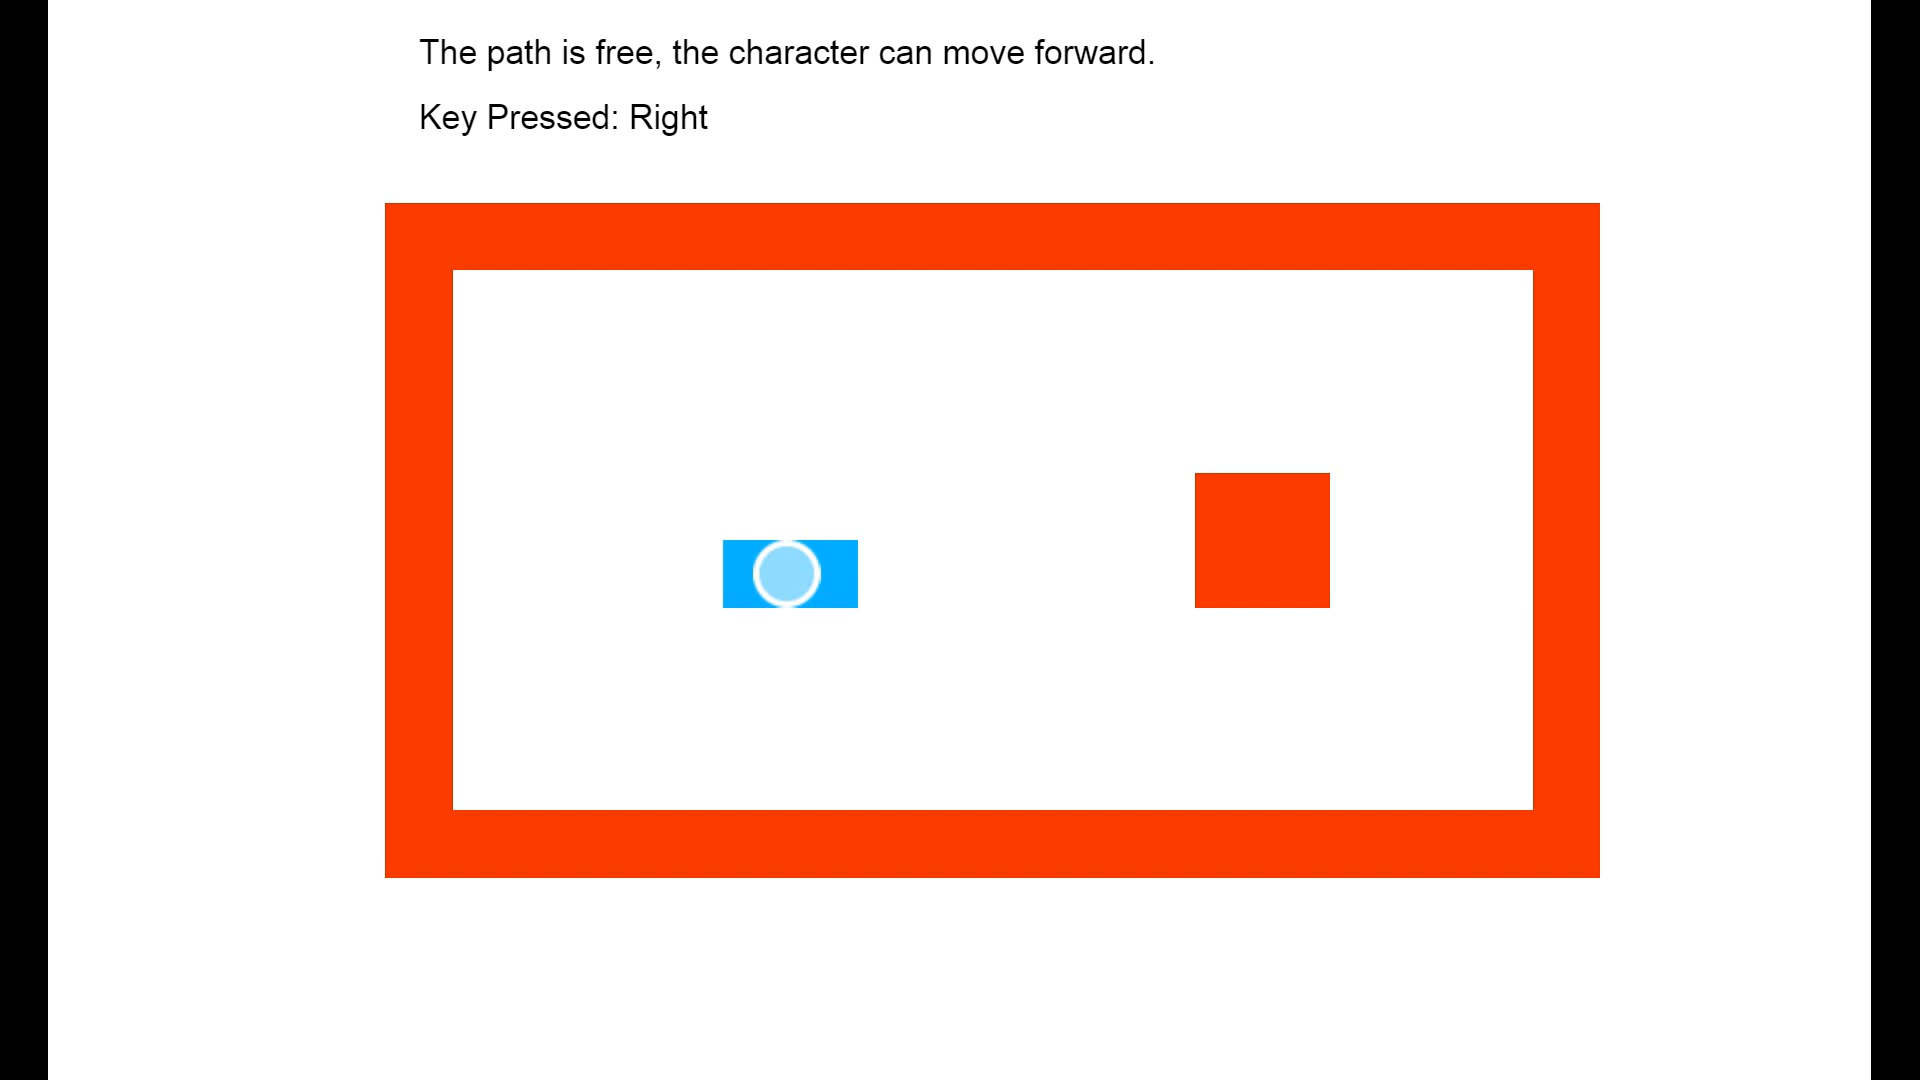 The path is free, the character can move forward.
Key Pressed: Right